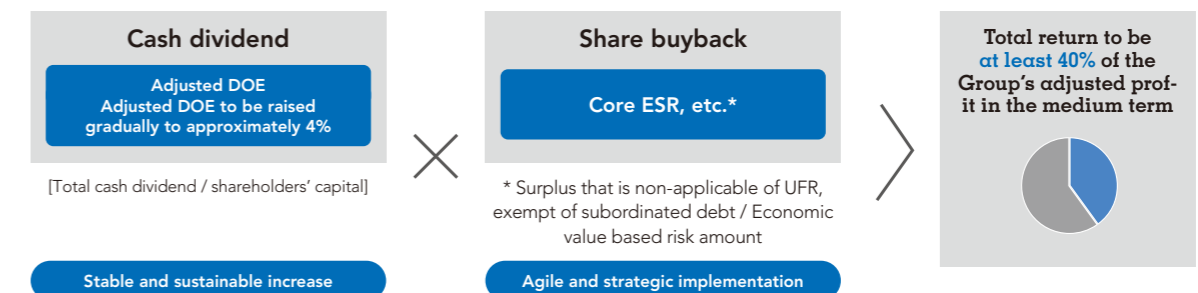 Cash dividend
Adjusted DOE
Adjusted DOE to be raised
gradually to approximately 4%
[Total cash dividend / shareholders' capital]
Stable and sustainable increase
Share buyback
Core ESR, etc.*
* Surplus that is non-applicable of UFR,
exempt of subordinated debt / Economic
value based risk amount
Agile and strategic implementation
Total return to be
at least 40% of the
Group's adjusted prof-
it in the medium term